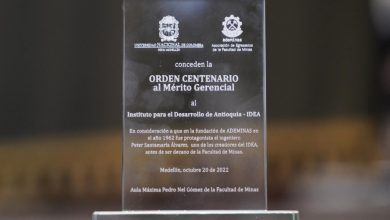 UNIVERSIDAD NACIONAL DE COLOMBIA
SEDE MEDELLÍN
ADEMINAS
Asociación de Egresados
de la Facultad de Minas
conceden la
ORDEN CENTENARIO
al Mérito Gerencial
al
Instituto para el Desarrollo de Antioquia - IDEA
En consideración a que en la fundación de ADEMINAS en
el año 1962 fue protagonista el ingeniero
Peter Santamaría Álvarez, uno de los creadores del IDEA,
antes de ser decano de la Facultad de Minas.
Medellín, octubre 20 de 2022
Aula Máxima Pedro Nel Gómez de la Facultad de Minas